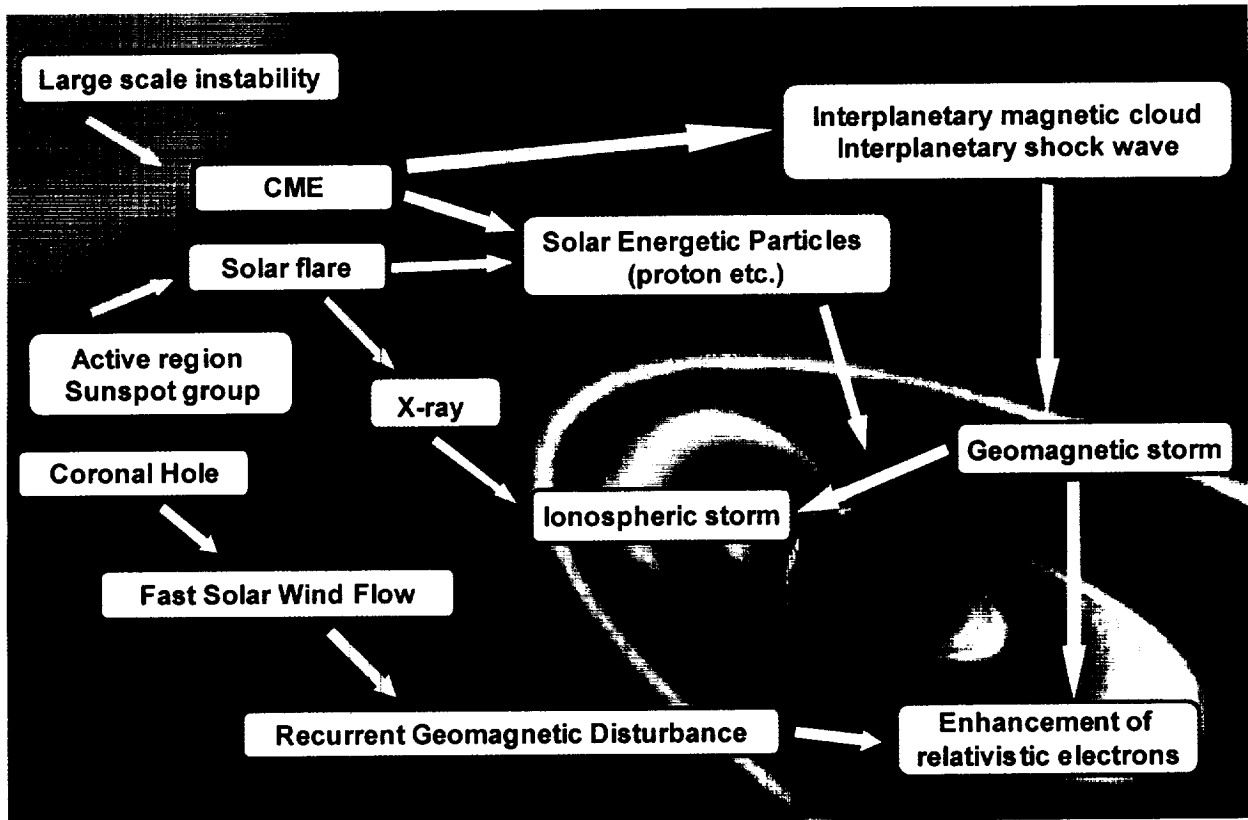 Large scale instability
Interplanetary magnetic cloud
Interplanetary shock wave
CME
Solar Energetic Particles
(proton etc.)
Solar flare
Active region
Sunspot group
X-ray
Geomagnetic storm
Coronal Hole
Ionospheric storm
Fast Solar Wind Flow
Recurrent Geomagnetic Disturbance
Enhancement of
relativistic electrons